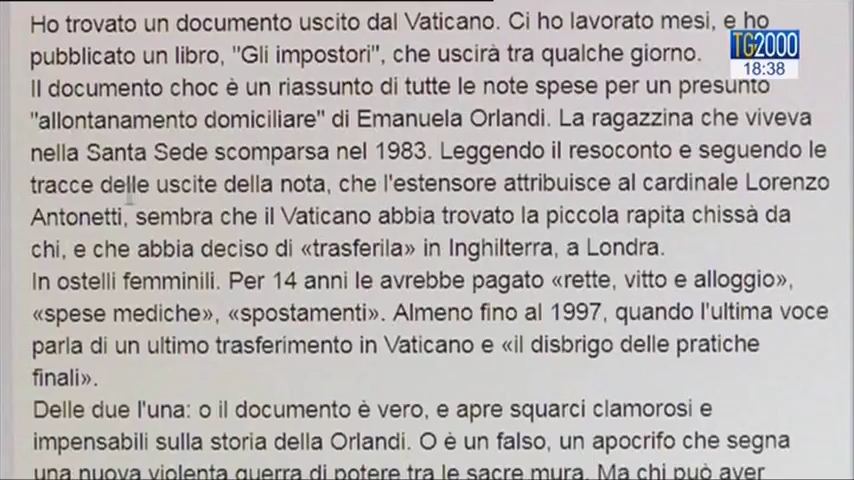 Ho trovato un documento uscito dal Vaticano. Ci ho lavorato mesi, e ho
pubblicato un libro, "Gli impostori", che uscirà tra qualche giorno.
TG2000
18:38
Il documento choc è un riassunto di tutte le note spese per un presunto
"allontanamento domiciliare" di Emanuela Orlandi. La ragazzina che viveva
nella Santa Sede scomparsa nel 1983. Leggendo il resoconto e seguendo le
tracce delle uscite della nota, che l'estensore attribuisce al cardinale Lorenzo
Antonetti, sembra che il Vaticano abbia trovato la piccola rapita chissà da
chi, e che abbia deciso di «trasferila» in Inghilterra, a Londra.
In ostelli femminili. Per 14 anni le avrebbe pagato «rette, vitto e alloggio»,
«spese mediche», «spostamenti». Almeno fino al 1997, quando l'ultima voce
parla di un ultimo trasferimento in Vaticano e «il disbrigo delle pratiche
finali».
Delle due l'una: o il documento è vero, e apre squarci clamorosi e
impensabili sulla storia della Orlandi. O è un falso, un apocrifo che segna
una nuova violenta guerra di potere tra le sacre mura. Ma chi può aver